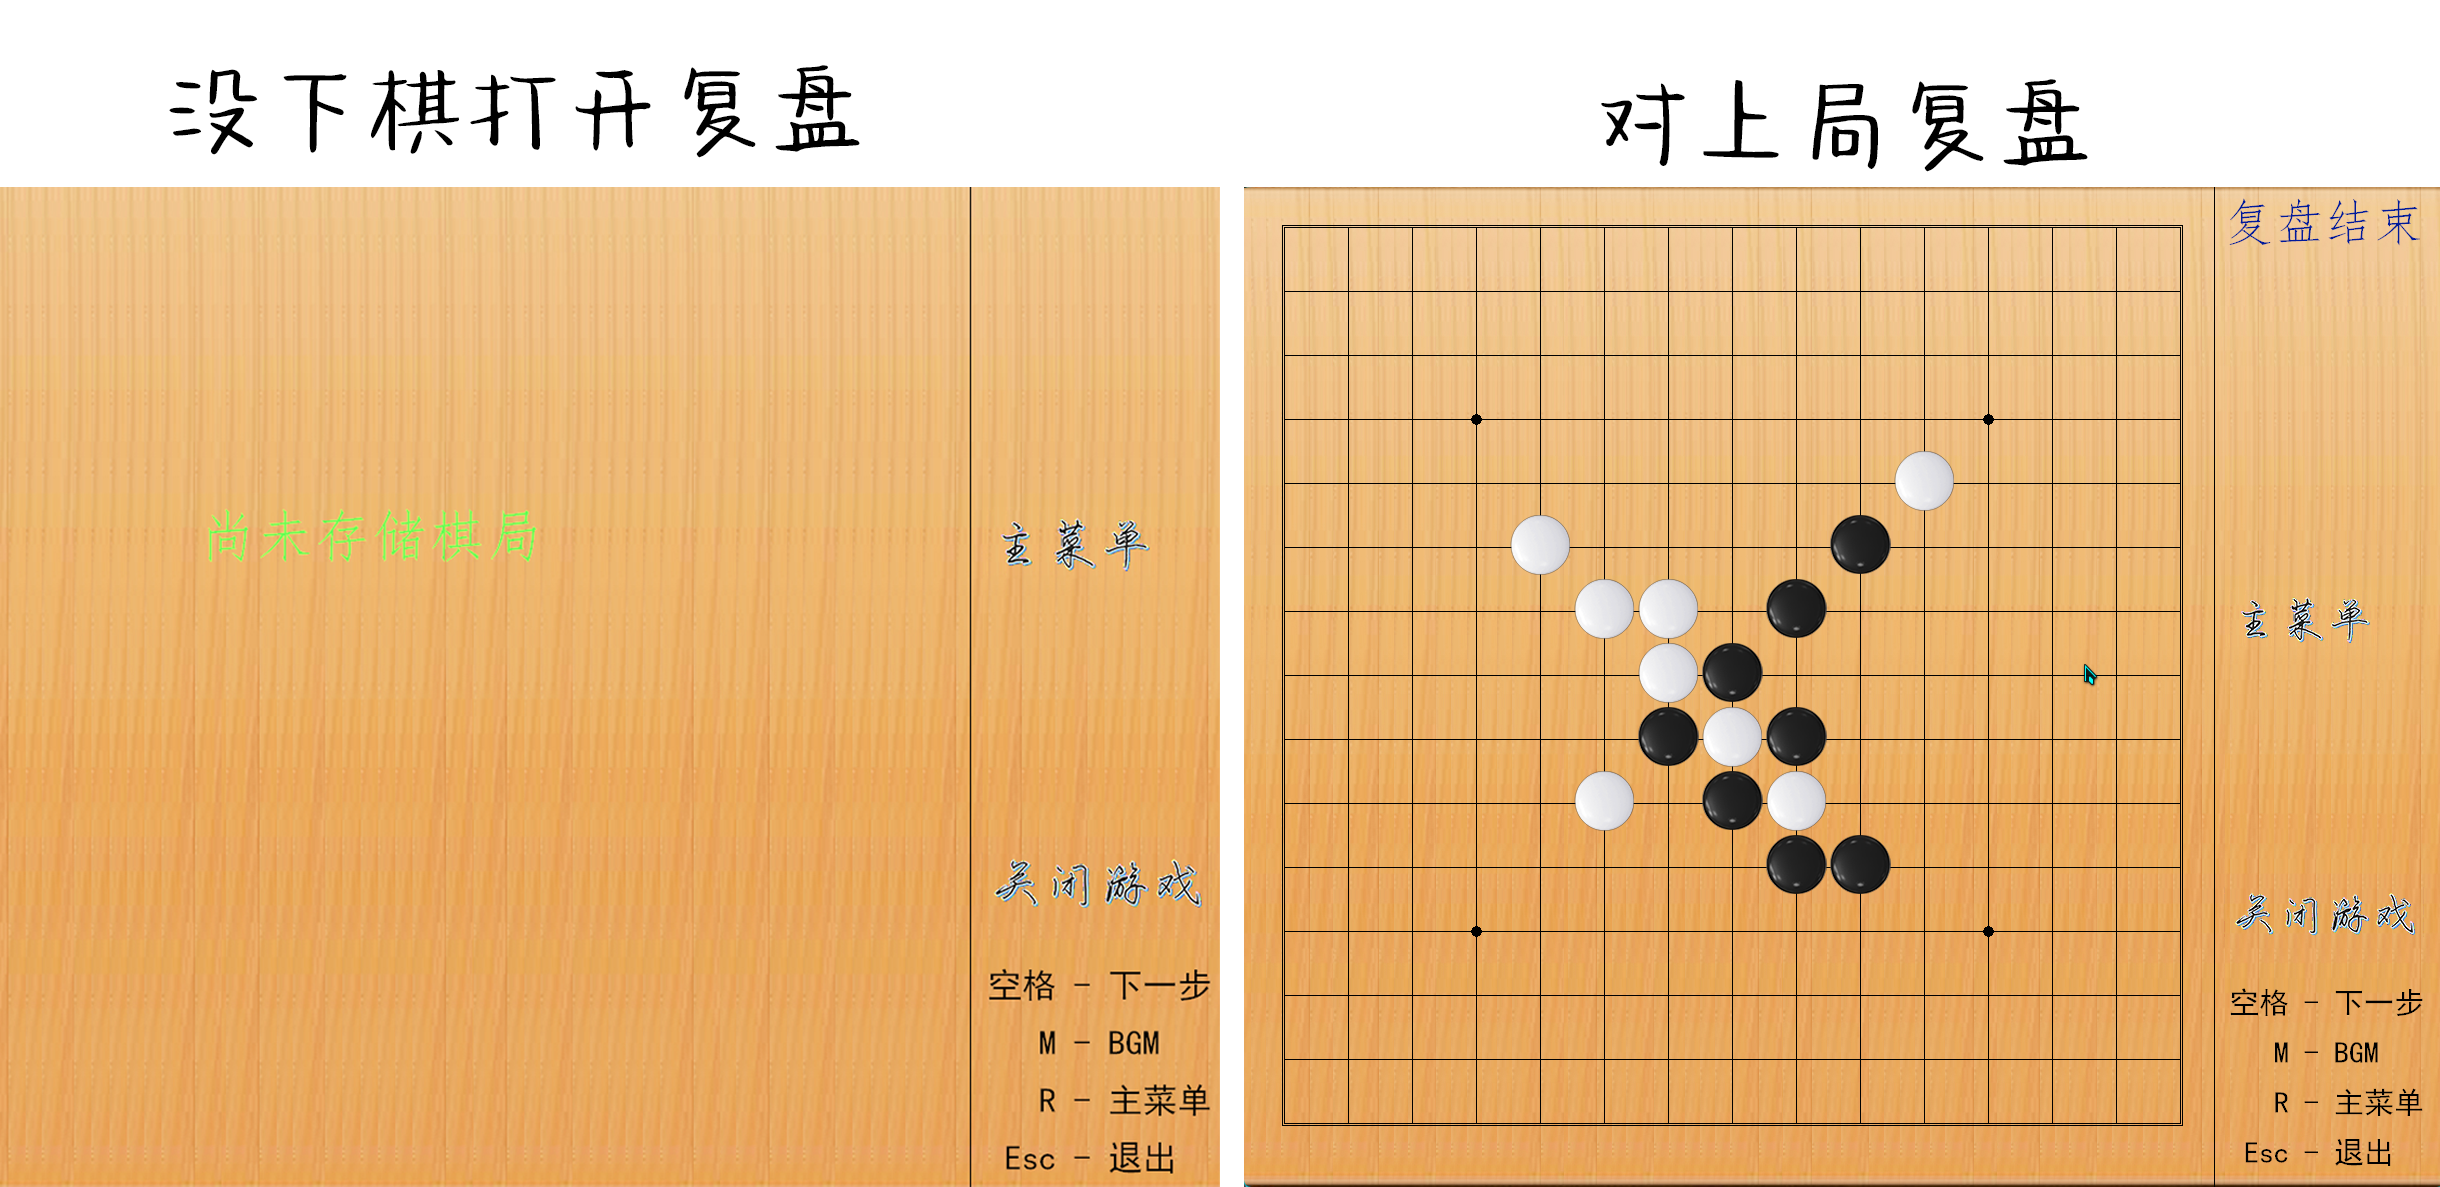 没下棋打开复盘
尚未存储棋局
主菜单
关闭游戏
空格 - 下一步
M - BGM
R - 主菜单
Esc - 退出
对上局复盘
复盘结束
主菜单
关闭游戏
空格 - 下一步
M - BGM
R - 主菜单
Esc - 退出